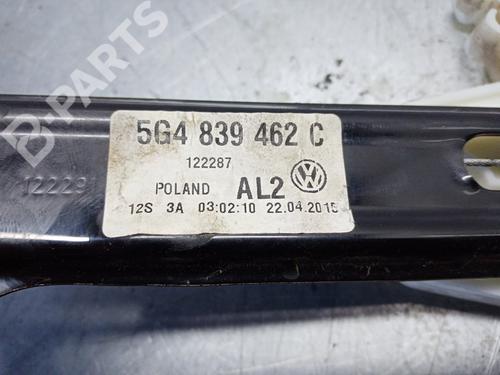 B-PARTS
5G4 839 462 C
122287
12229
POLAND AL2
12S 3A 03:02:10 22.04.2015